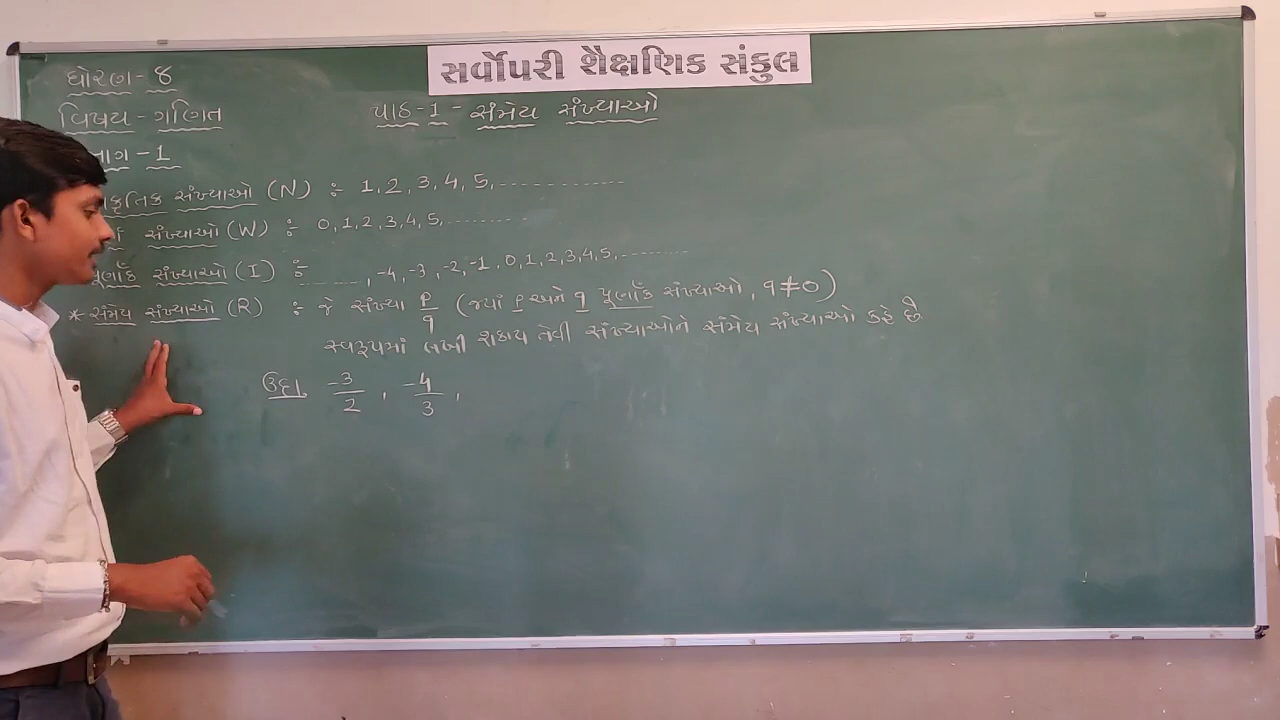 સર્વોપરી શૈક્ષણિક સંકુલ
ધોરણ - 8
વિષય - ગણિત
પાઠ - 1 - સંમેય સંખ્યાઓ
ાગ - 1
કૃતિક સંખ્યાઓ (N) ÷ 1, 2, 3, 4, 5, ------------
સંખ્યાઓ (W) ÷ 0, 1, 2, 3, 4, 5, ---------
પૂર્ણાંક સંખ્યાઓ (I) ÷ ------, -4, -3, -2, -1, 0, 1, 2, 3, 4, 5, ---------
* સંમેય સંખ્યાઓ (R) ÷ જે સંખ્યા p/q (જ્યાં p અને q પૂર્ણાંક સંખ્યાઓ, q ≠ 0)
સ્વરૂપમાં લખી શકાય તેવી સંખ્યાઓને સંમેય સંખ્યાઓ કહે છે
ઉદા. -3/2, -4/3,